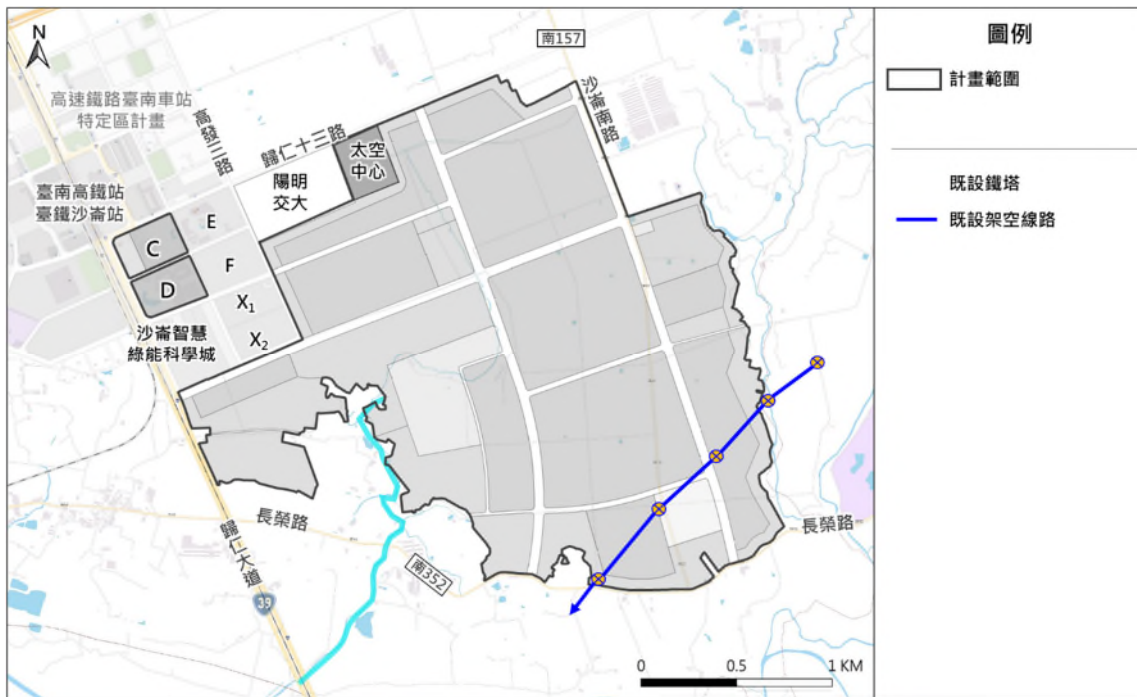 N
南157
高速鐵路臺南車站
特定區計畫
高發三路
歸仁十三路
沙崙南路
太空
中心
陽明
交大
臺南高鐵站
臺鐵沙崙站
C
D
E
F
X1
X2
沙崙智慧
綠能科學城
長榮路
長榮路
歸仁大道
南352
39
0 0.5 1 KM
圖例
計畫範圍
既設鐵塔
既設架空線路